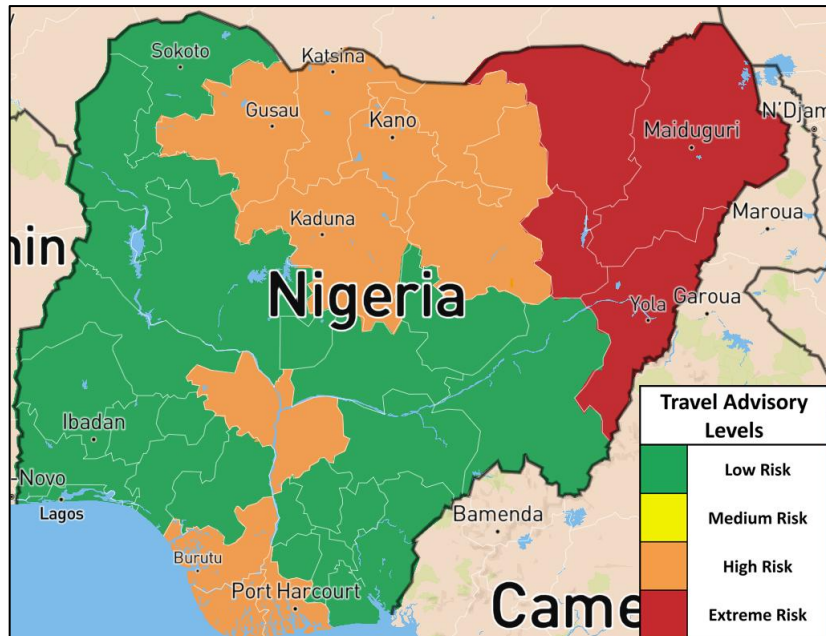 Sokoto
Katsina
Gusau
Kano
N'Djam
Maiduguri
Kaduna
Maroua
nin
Nigeria
Yola
Garoua
Ibadan
-Novo
Lagos
Bamenda
Burutu
Port Harcourt
Came
Travel Advisory
Levels
Low Risk
Medium Risk
High Risk
Extreme Risk